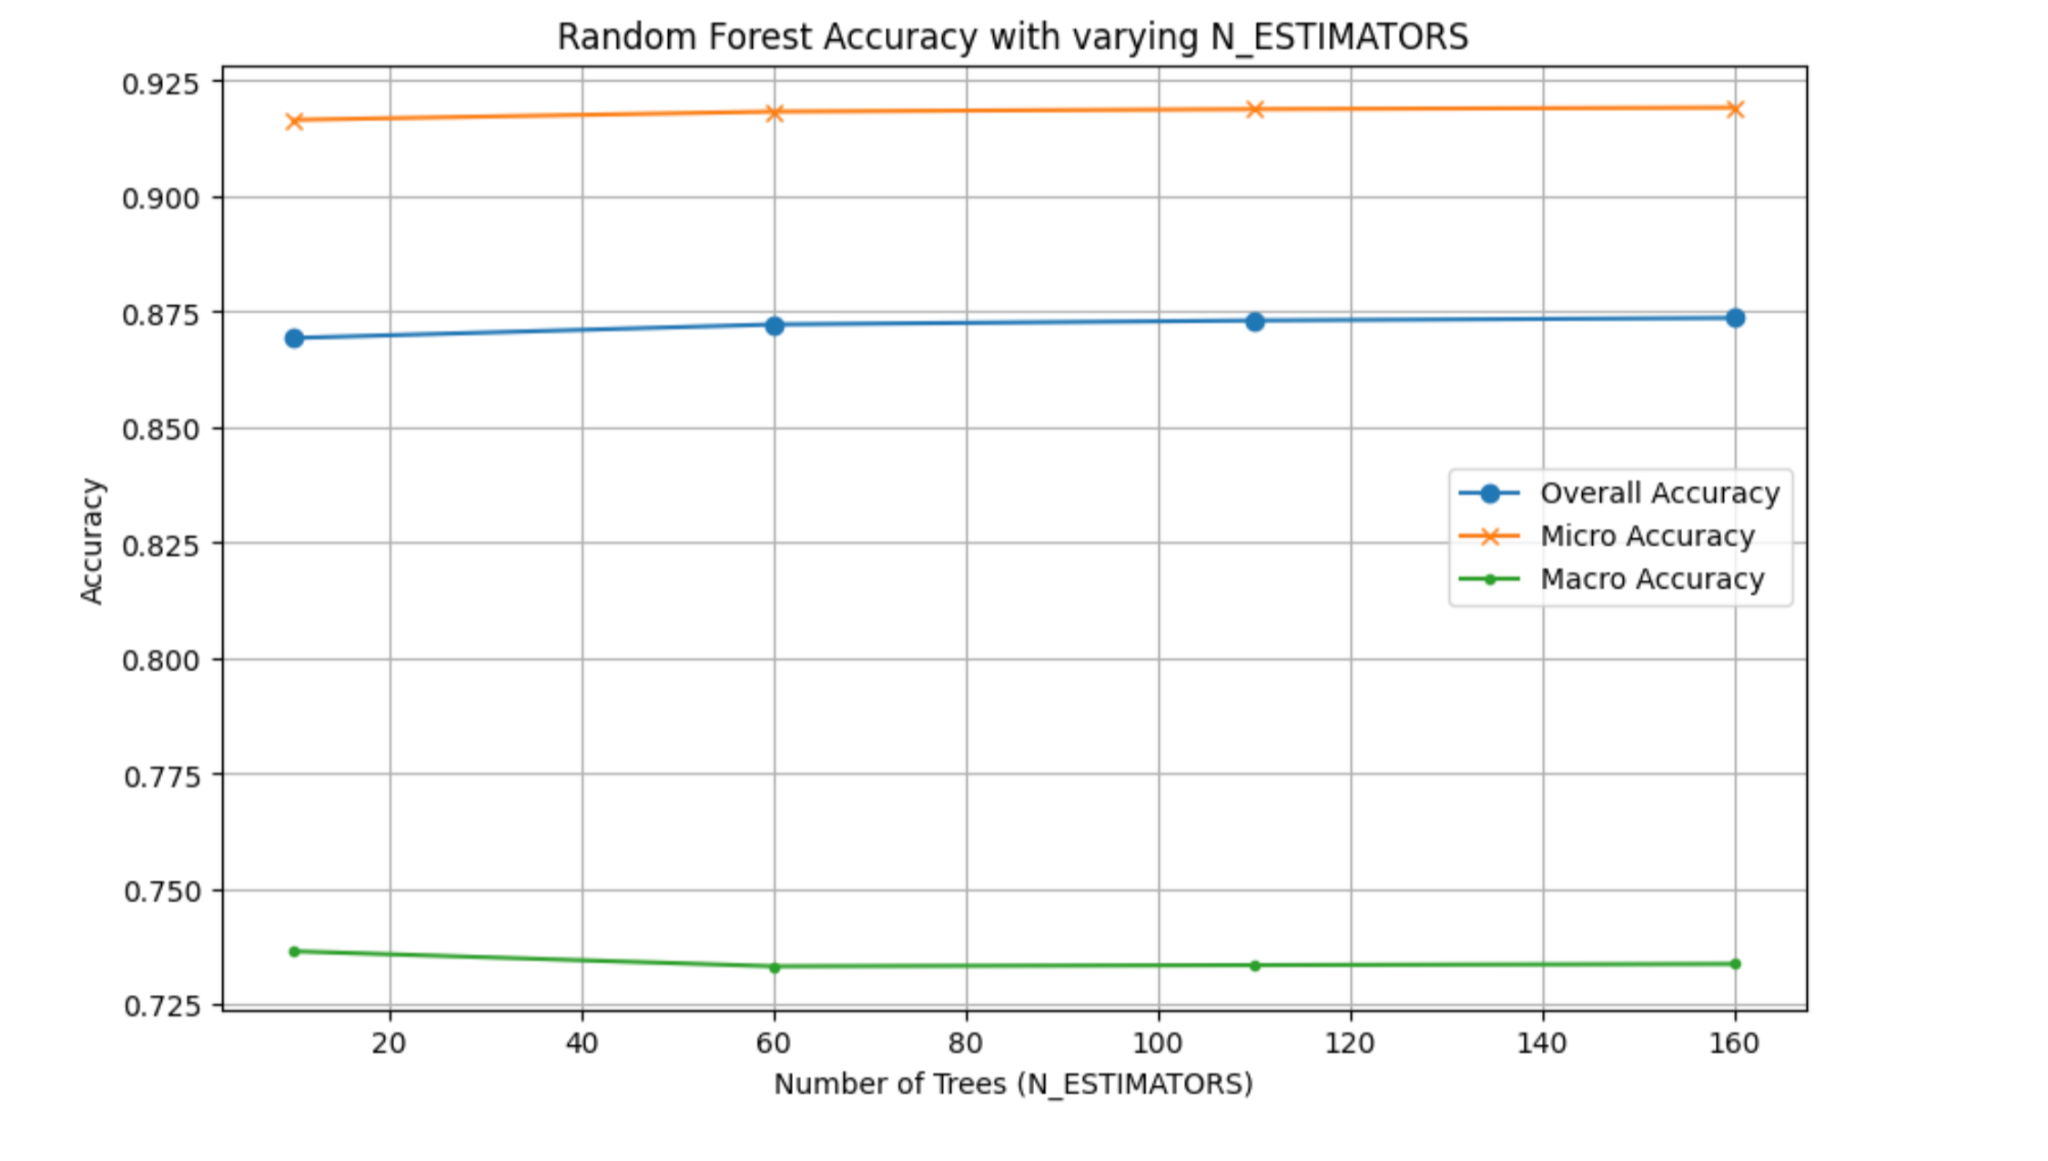 Random Forest Accuracy with varying N_ESTIMATORS
0.925
0.900
0.875
0.850
0.825
0.800
0.775
0.750
0.725
Accuracy
Overall Accuracy
Micro Accuracy
Macro Accuracy
20 40 60 80 100 120 140 160
Number of Trees (N_ESTIMATORS)